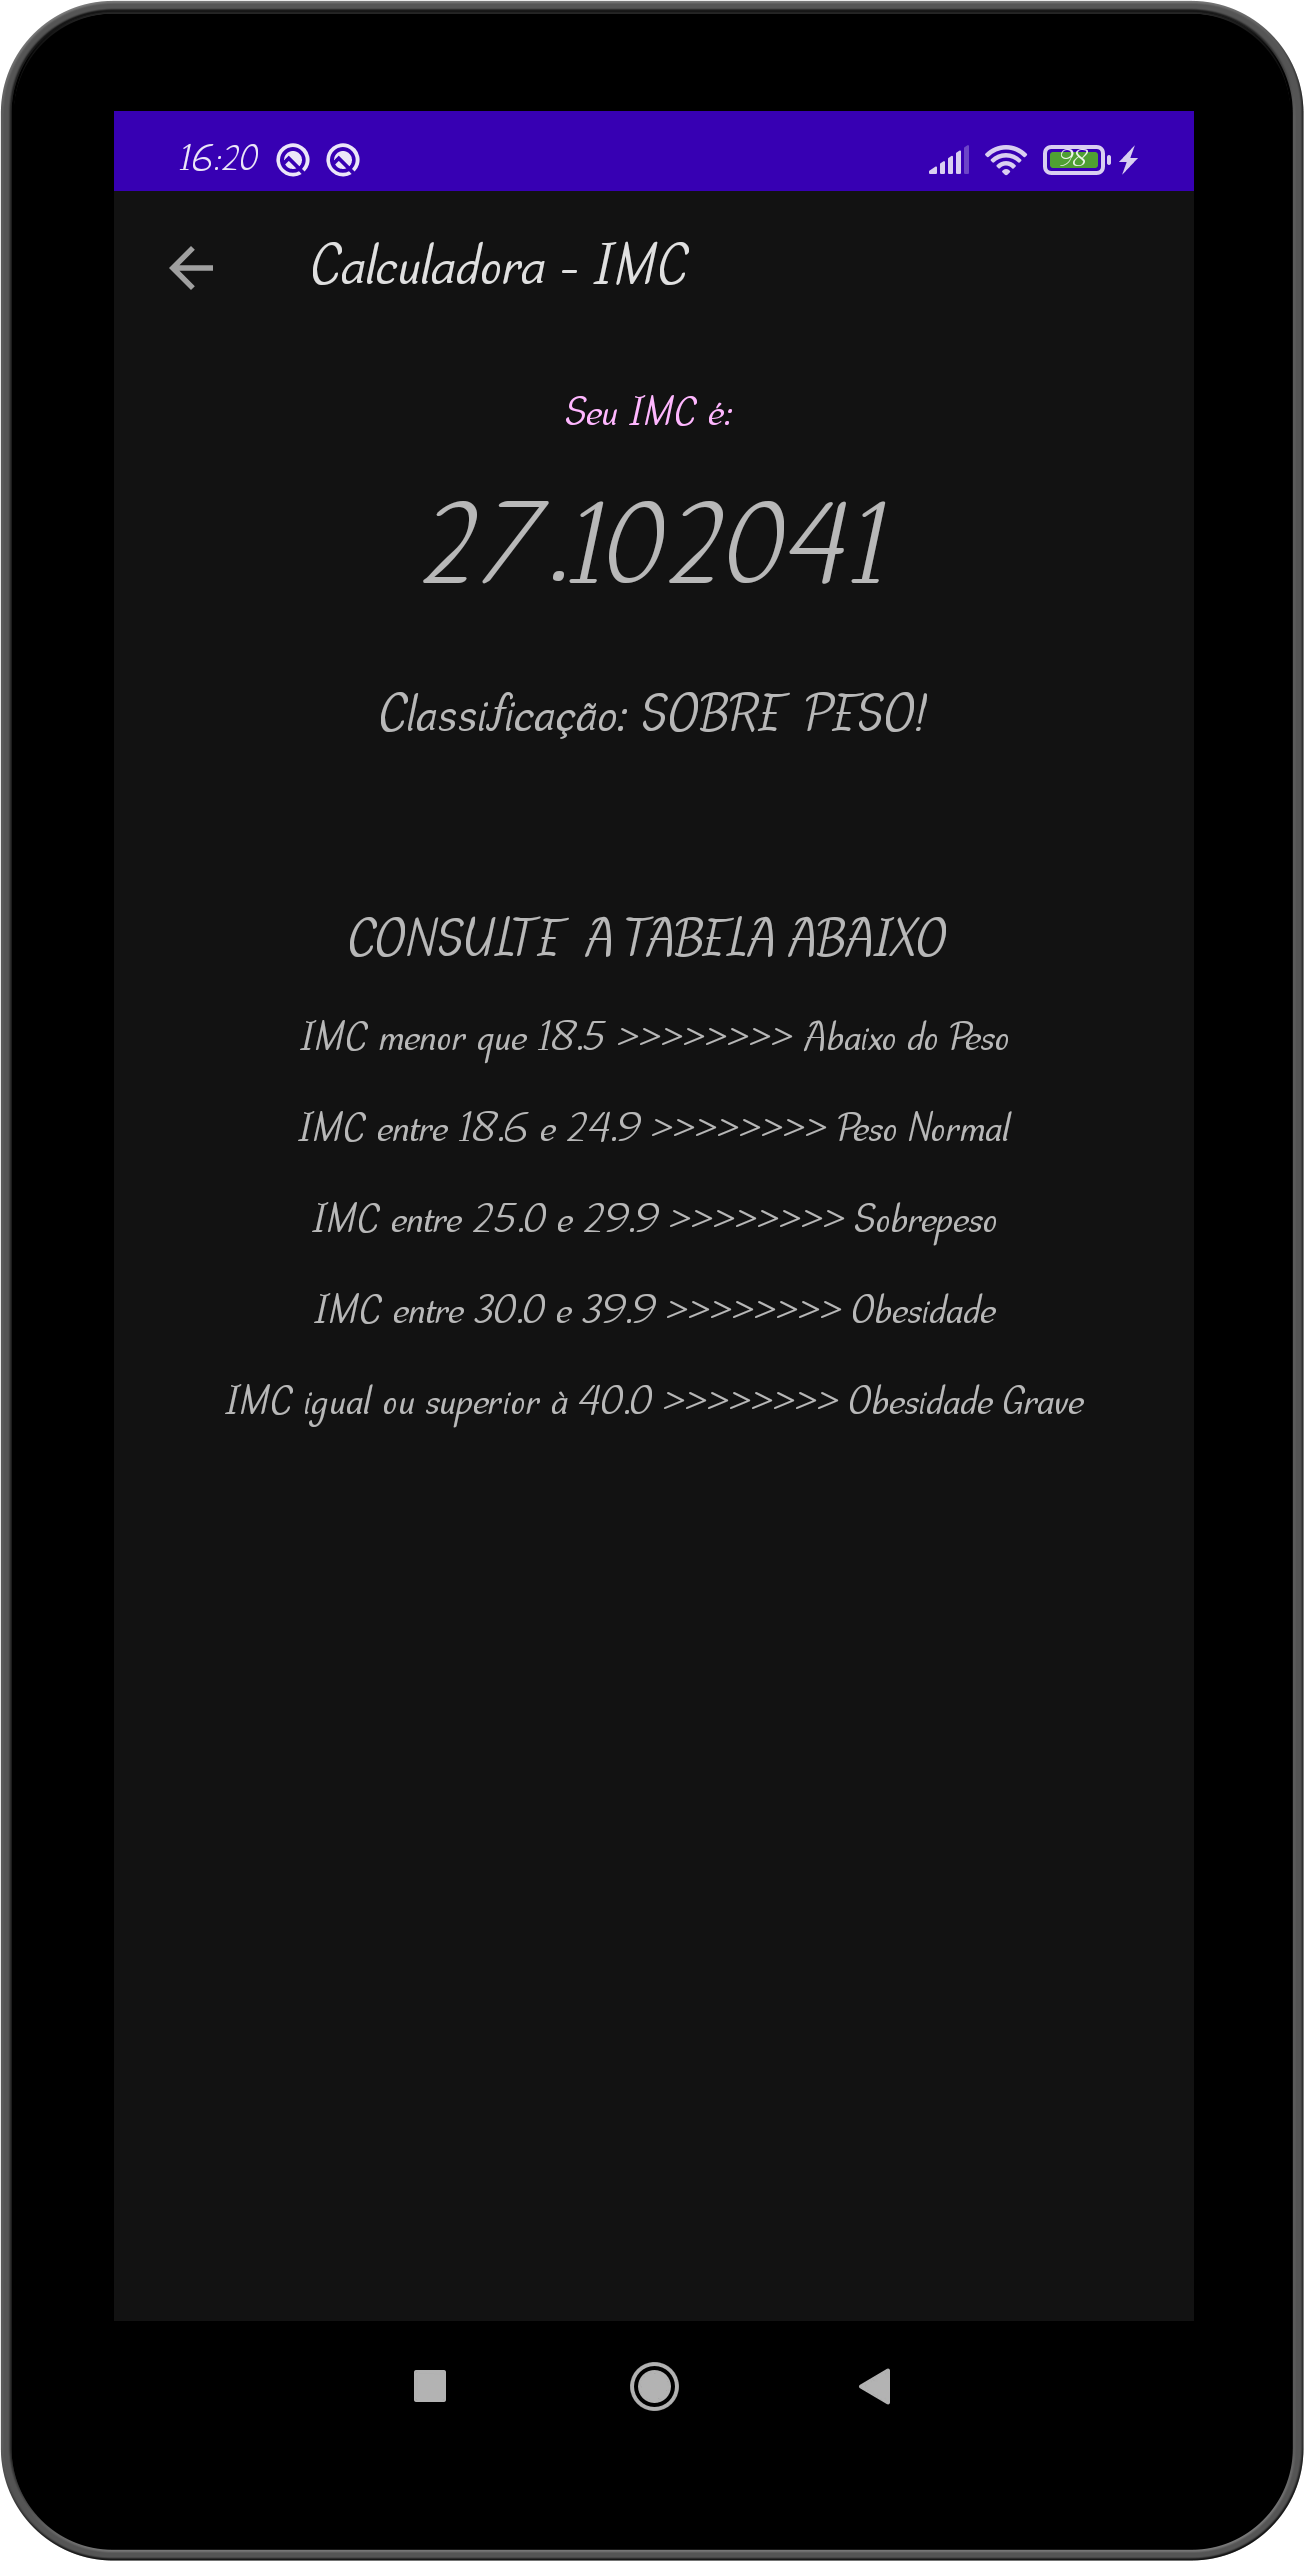 16:20 98
Calculadora - IMC
Seu IMC é:
27.102041
Classificação: SOBRE PESO!
CONSULTE A TABELA ABAIXO
IMC menor que 18.5 >>>>>>>> Abaixo do Peso
IMC entre 18.6 e 24.9 >>>>>>>> Peso Normal
IMC entre 25.0 e 29.9 >>>>>>>> Sobrepeso
IMC entre 30.0 e 39.9 >>>>>>>> Obesidade
IMC igual ou superior à 40.0 >>>>>>>> Obesidade Grave